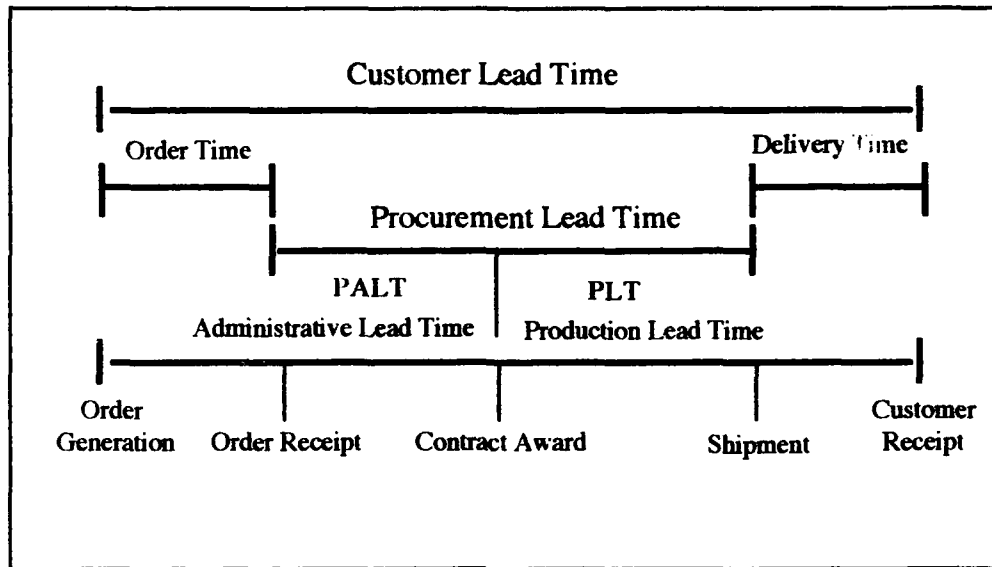 Customer Lead Time
Order Time
Delivery Time
Procurement Lead Time
PALT
PLT
Administrative Lead Time
Production Lead Time
Order
Generation
Order Receipt
Contract Award
Shipment
Customer
Receipt